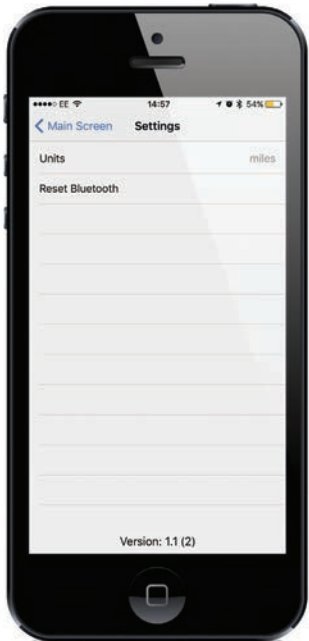 EE 14:57 54%
Main Screen Settings
Units miles
Reset Bluetooth
Version: 1.1 (2)